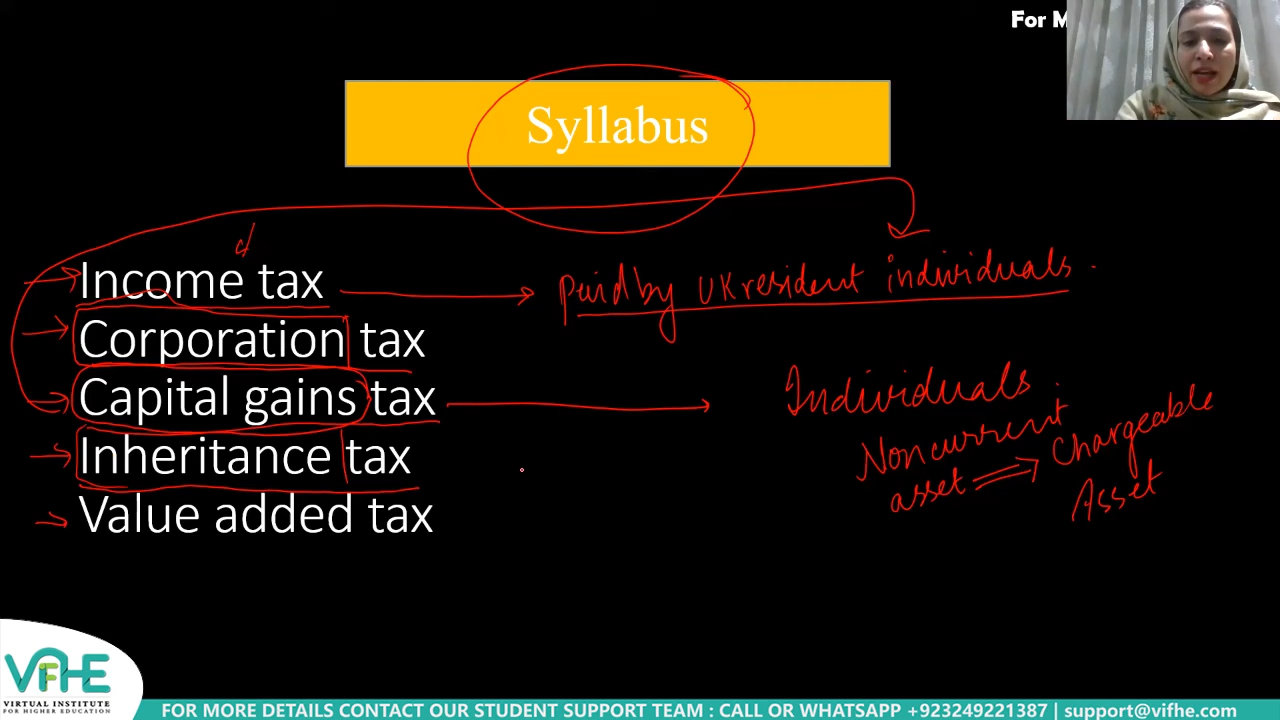 For M
Syllabus
Income tax
Paid by UK resident individuals.
Corporation tax
Capital gains tax
Individuals
Noncurrent
asset
Chargeable
Asset
Inheritance tax
Value added tax
VIFHE
VIRTUAL INSTITUTE
FOR HIGHER EDUCATION
FOR MORE DETAILS CONTACT OUR STUDENT SUPPORT TEAM : CALL OR WHATSAPP +923249221387 | support@vifhe.com